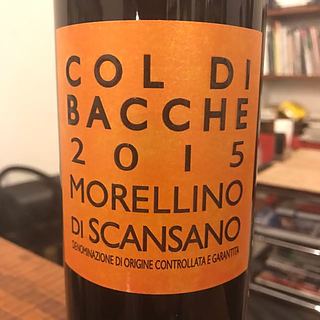 COL DI
BACCHE
2015
MORELLINO
DI SCANSANO
DENOMINAZIONE DI ORIGINE CONTROLLATA E GARANTITA